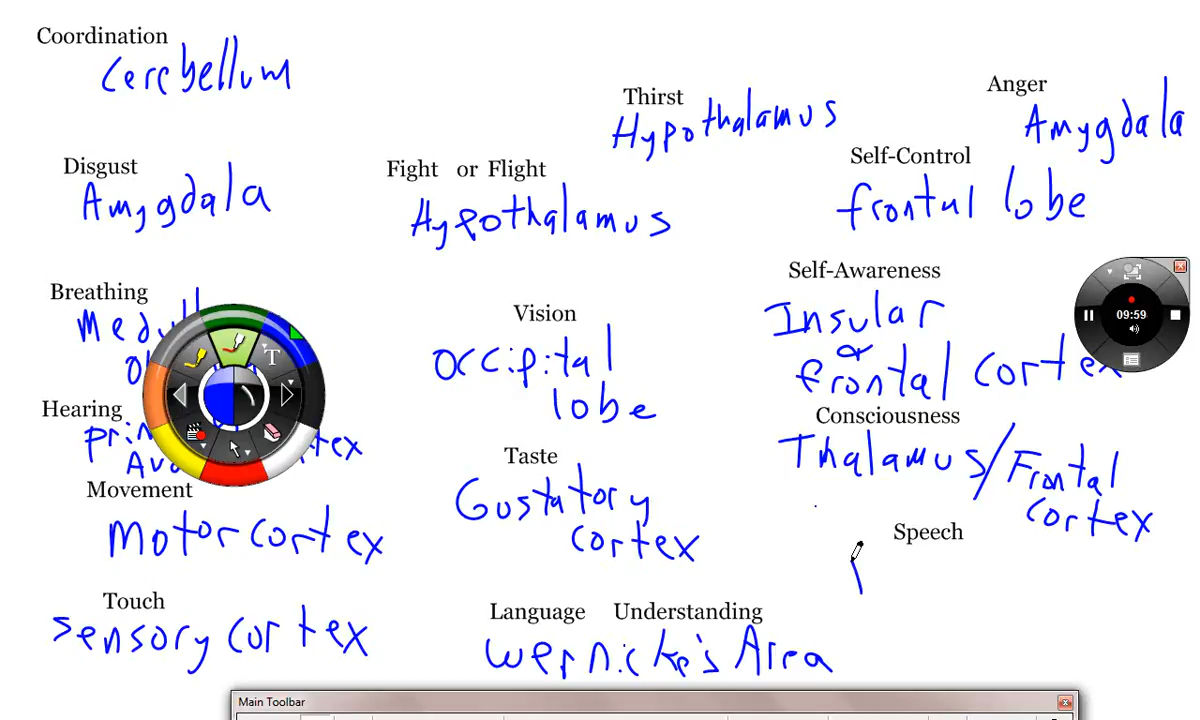 Coordination
Cerebellum
Thirst
Hypothalamus
Anger
Amygdala
Disgust
Amygdala
Fight or Flight
Hypothalamus
Self-Control
frontal lobe
Breathing
Vision
Occipital
lobe
Self-Awareness
Insular
or
frontal cortex
09:59
Hearing
Taste
Gustatory
cortex
Consciousness
Thalamus/Frontal
cortex
Movement
Motor cortex
Speech
Touch
Sensory cortex
Language Understanding
Wernicke's Area
T
Main Toolbar